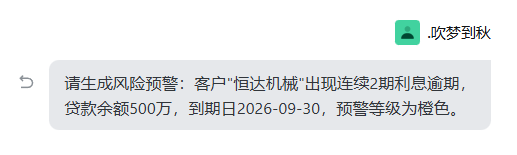 .吹梦到秋
请生成风险预警：客户"恒达机械"出现连续2期利息逾期，
贷款余额500万，到期日2026-09-30，预警等级为橙色。